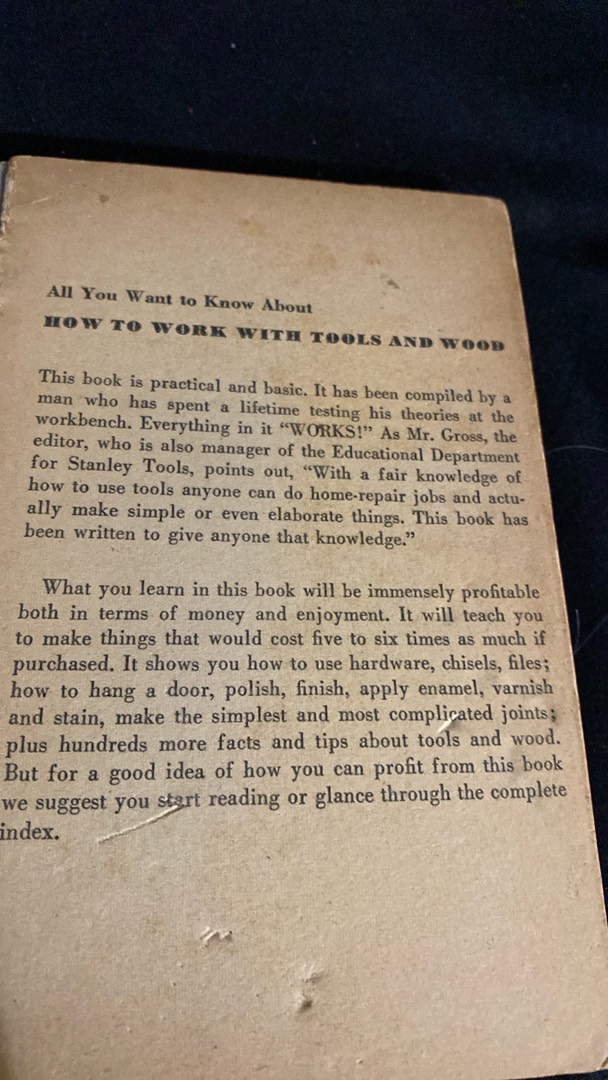 All You Want to Know About
HOW TO WORK WITH TOOLS AND WOOD
This book is practical and basic. It has been compiled by a
man who has spent a lifetime testing his theories at the
workbench. Everything in it “WORKS!” As Mr. Gross, the
editor, who is also manager of the Educational Department
for Stanley Tools, points out, “With a fair knowledge of
how to use tools anyone can do home-repair jobs and actu-
ally make simple or even elaborate things. This book has
been written to give anyone that knowledge.”
What you learn in this book will be immensely profitable
both in terms of money and enjoyment. It will teach you
to make things that would cost five to six times as much if
purchased. It shows you how to use hardware, chisels, files;
how to hang a door, polish, finish, apply enamel, varnish
and stain, make the simplest and most complicated joints;
plus hundreds more facts and tips about tools and wood.
But for a good idea of how you can profit from this book
we suggest you start reading or glance through the complete
index.